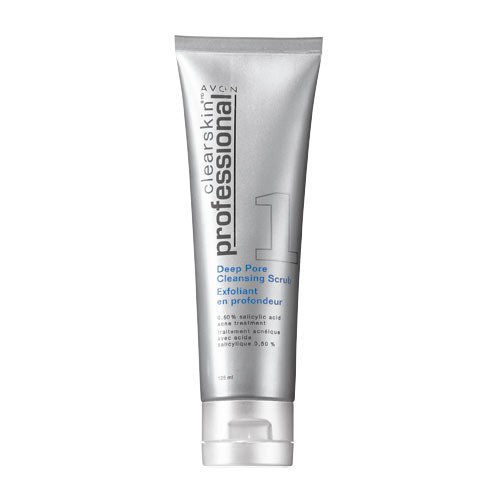 AVON
clearskin MD
professional
1
Deep Pore
Cleansing Scrub
Exfoliant
en profondeur
0.50% salicylic acid
acne treatment
traitement acnéique
avec acide
salicylique 0,50 %
125 ml